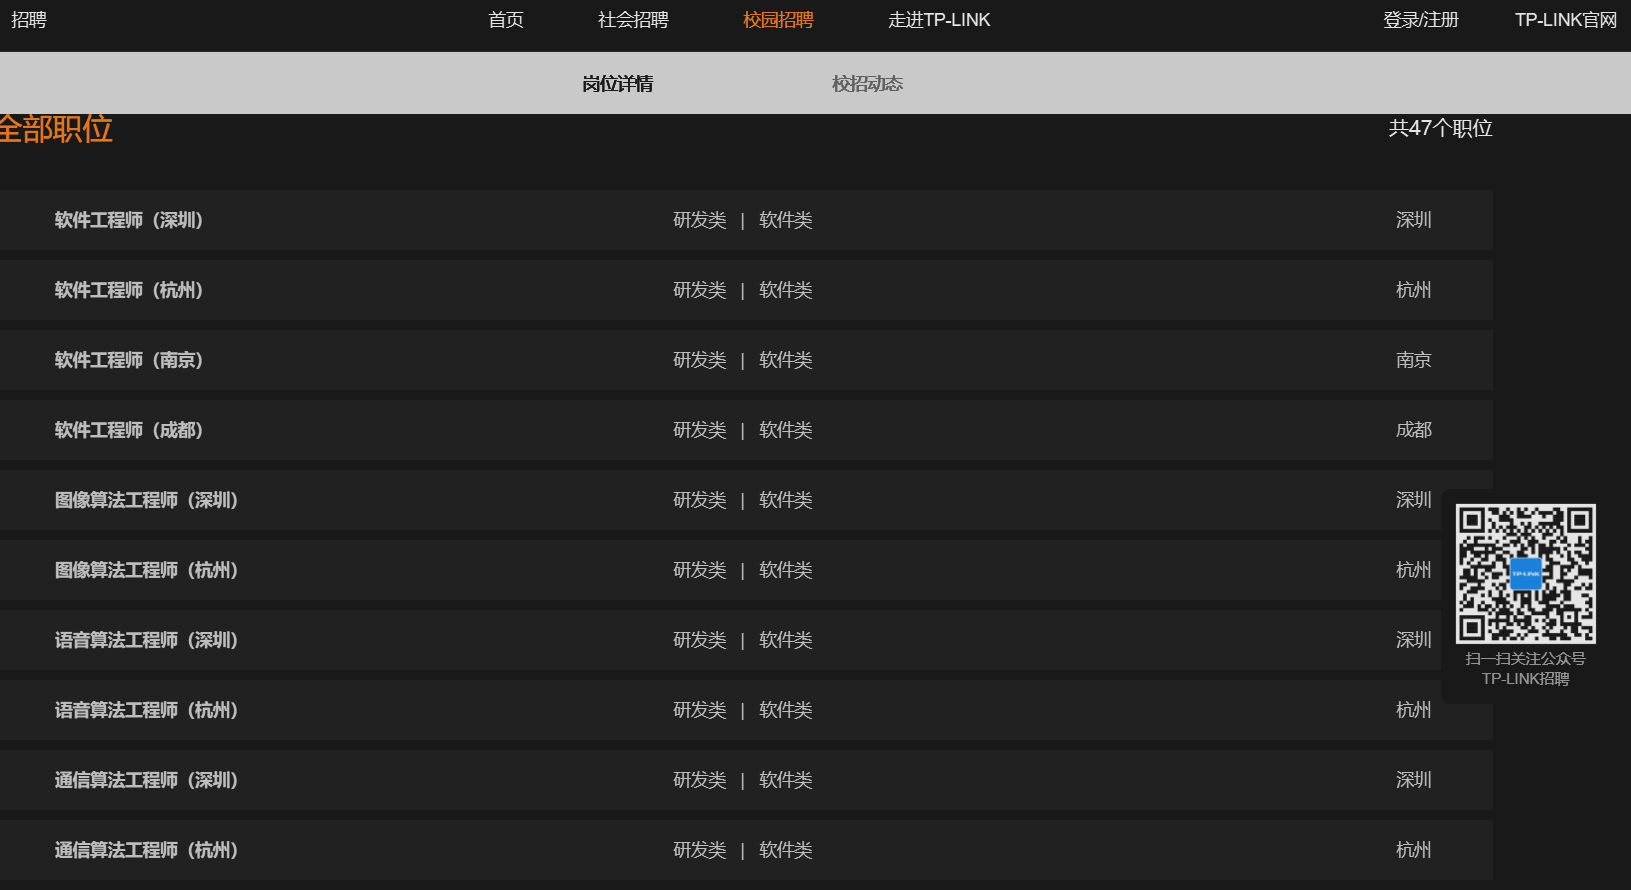 招聘 首页 社会招聘 校园招聘 走进TP-LINK 登录/注册 TP-LINK官网
岗位详情 校招动态
全部职位 共47个职位
软件工程师（深圳） 研发类 | 软件类 深圳
软件工程师（杭州） 研发类 | 软件类 杭州
软件工程师（南京） 研发类 | 软件类 南京
软件工程师（成都） 研发类 | 软件类 成都
图像算法工程师（深圳） 研发类 | 软件类 深圳
图像算法工程师（杭州） 研发类 | 软件类 杭州
语音算法工程师（深圳） 研发类 | 软件类 深圳
语音算法工程师（杭州） 研发类 | 软件类 杭州
通信算法工程师（深圳） 研发类 | 软件类 深圳
通信算法工程师（杭州） 研发类 | 软件类 杭州
TP-LINK
扫一扫关注公众号
TP-LINK招聘